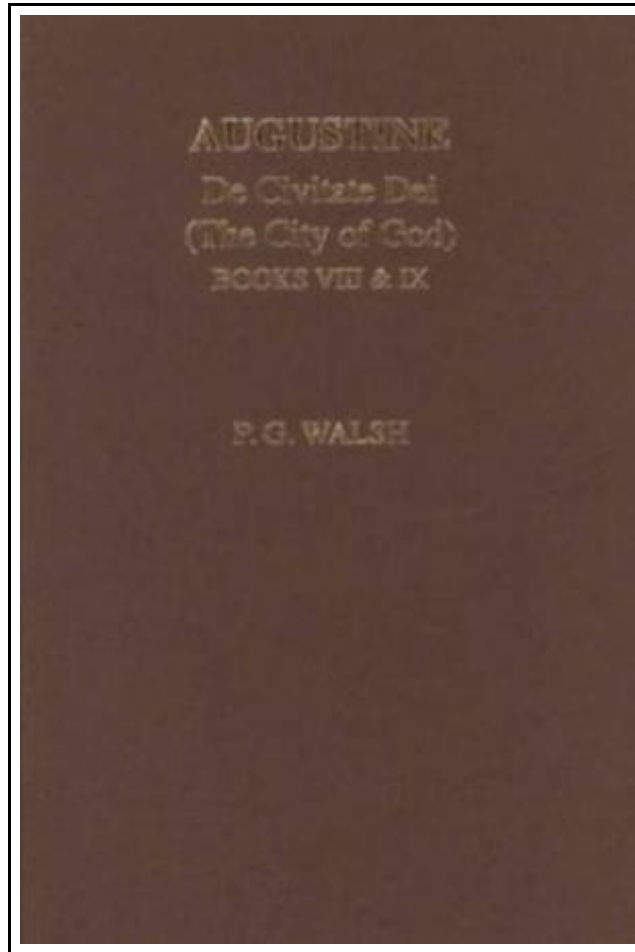 AUGUSTINE
De Civitate Dei
(The City of God)
BOOKS VIII & IX
P. G. WALSH